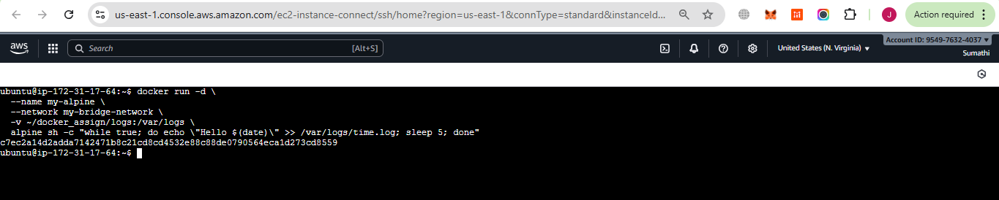 us-east-1.console.aws.amazon.com/ec2-instance-connect/ssh/home?region=us-east-1&connType=standard&instanceId...
J
Action required
aws
Search
[Alt+S]
United States (N. Virginia)
Account ID: 9549-7632-4037
Sumathi
ubuntu@ip-172-31-17-64:~$ docker run -d \
--name my-alpine \
--network my-bridge-network \
-v ~/docker_assign/logs:/var/logs \
alpine sh -c "while true; do echo \"Hello $(date)\" >> /var/logs/time.log; sleep 5; done"
c7ec2a14d2adda7142471b8c21cd8cd4532e88c88de0790564eca1d273cd8559
ubuntu@ip-172-31-17-64:~$